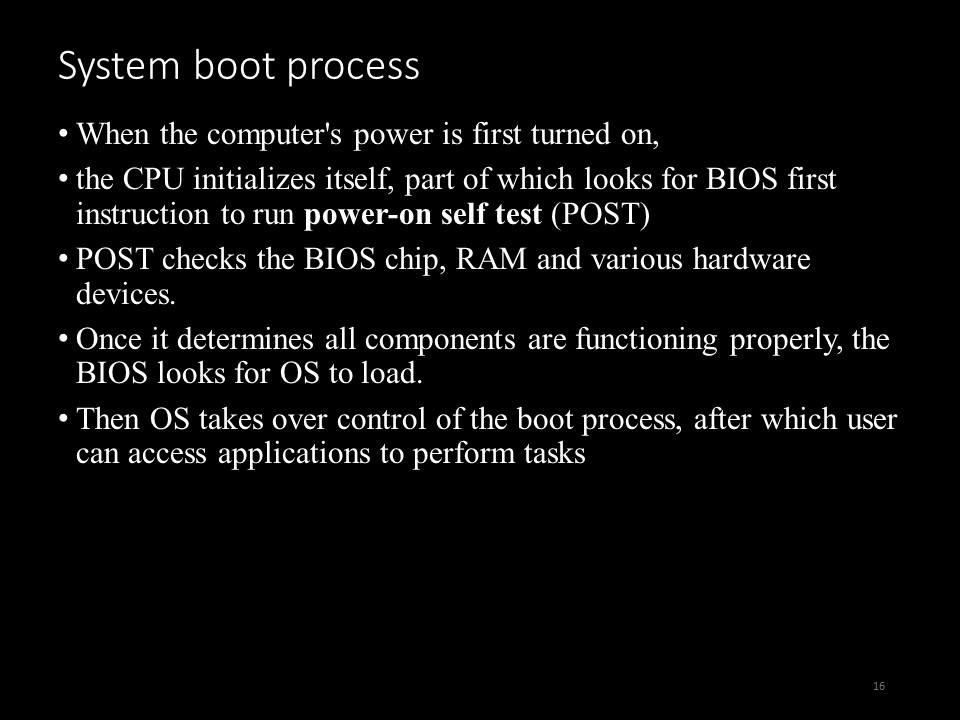 System boot process
• When the computer's power is first turned on,
• the CPU initializes itself, part of which looks for BIOS first
instruction to run power-on self test (POST)
• POST checks the BIOS chip, RAM and various hardware
devices.
• Once it determines all components are functioning properly, the
BIOS looks for OS to load.
• Then OS takes over control of the boot process, after which user
can access applications to perform tasks
16